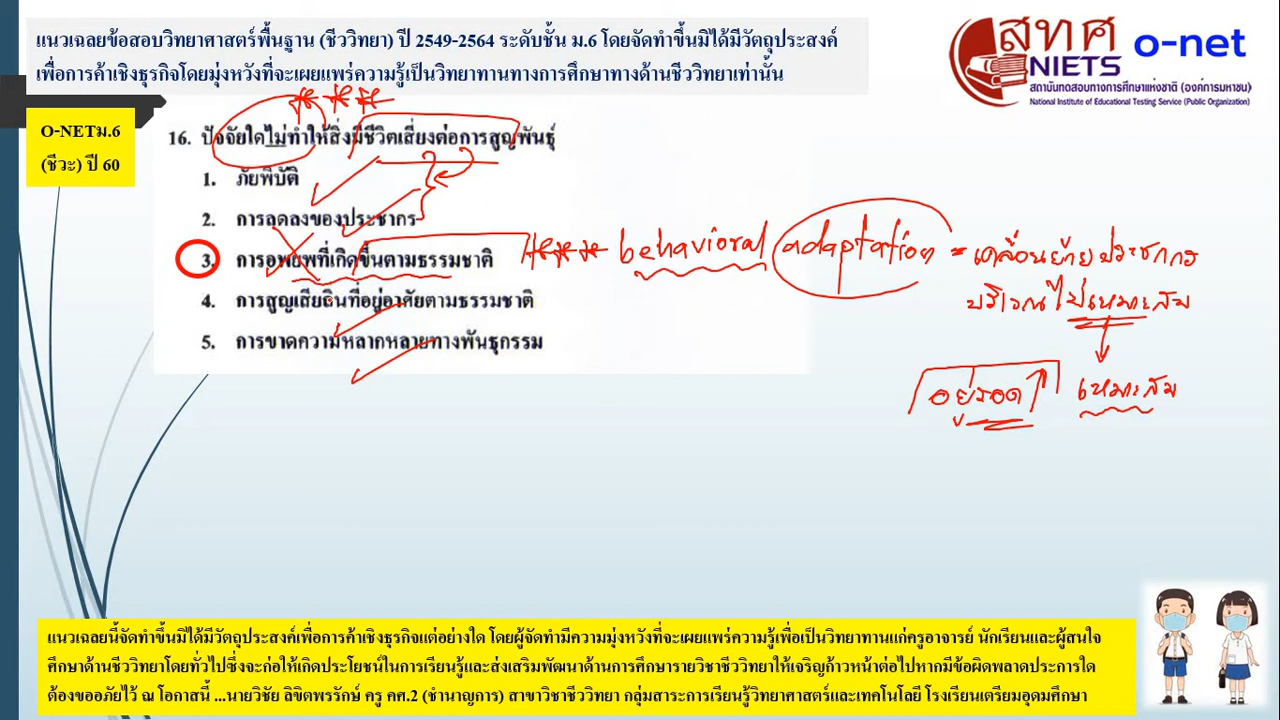 แนวเฉลยข้อสอบวิทยาศาสตร์พื้นฐาน (ชีววิทยา) ปี 2549-2564 ระดับชั้น ม.6 โดยจัดทำขึ้นมิได้มีวัตถุประสงค์
เพื่อการค้าเชิงธุรกิจโดยมุ่งหวังที่จะเผยแพร่ความรู้เป็นวิทยาทานทางการศึกษาทางด้านชีววิทยาเท่านั้น
สทศ
NIETS
o-net
สถาบันทดสอบทางการศึกษาแห่งชาติ (องค์การมหาชน)
National Institute of Educational Testing Service (Public Organization)
O-NETม.6
(ชีวะ) ปี 60
16. ปัจจัยใดไม่ทำให้สิ่งมีชีวิตเสี่ยงต่อการสูญพันธุ์
1. ภัยพิบัติ
2. การลดลงของประชากร
3. การอพยพที่เกิดขึ้นตามธรรมชาติ
4. การสูญเสียถิ่นที่อยู่อาศัยตามธรรมชาติ
5. การขาดความหลากหลายทางพันธุกรรม
*** behavioral adaptation = เคลื่อนย้ายประชากร
บริเวณไม่เหมาะสม
อยู่รอด เหมาะสม
แนวเฉลยนี้จัดทำขึ้นมิได้มีวัตถุประสงค์เพื่อการค้าเชิงธุรกิจแต่อย่างใด โดยผู้จัดทำมีความมุ่งหวังที่จะเผยแพร่ความรู้เพื่อเป็นวิทยาทานแก่ครูอาจารย์ นักเรียนและผู้สนใจ
ศึกษาด้านชีววิทยาโดยทั่วไปซึ่งจะก่อให้เกิดประโยชน์ในการเรียนรู้และส่งเสริมพัฒนาด้านการศึกษารายวิชาชีววิทยาให้เจริญก้าวหน้าต่อไปหากมีข้อผิดพลาดประการใด
ต้องขออภัยไว้ ณ โอกาสนี้ ...นายวิชัย ลิขิตพรรักษ์ ครู คศ.2 (ชำนาญการ) สาขาวิชาชีววิทยา กลุ่มสาระการเรียนรู้วิทยาศาสตร์และเทคโนโลยี โรงเรียนเตรียมอุดมศึกษา